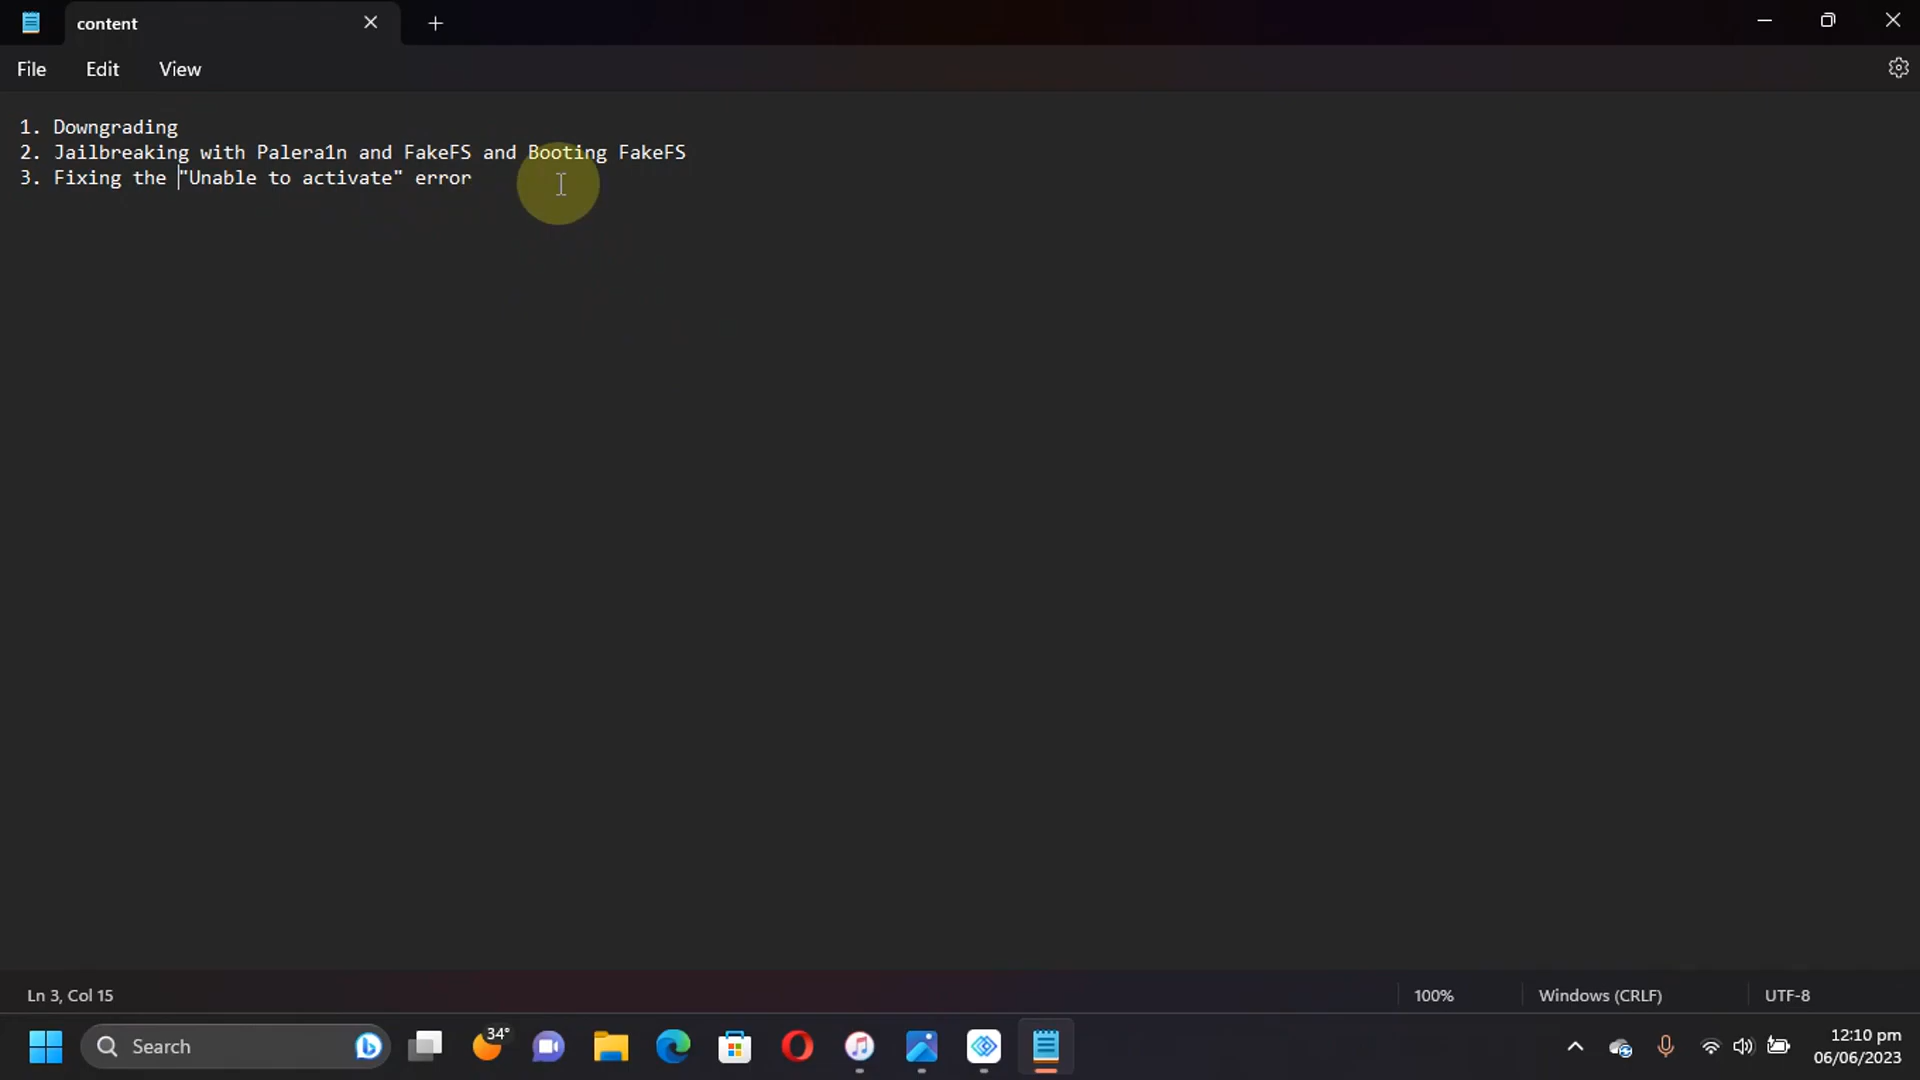 content
File Edit View
1. Downgrading
2. Jailbreaking with Palera1n and FakeFS and Booting FakeFS
3. Fixing the "Unable to activate" error
Ln 3, Col 15
100%
Windows (CRLF)
UTF-8
Search
34°
12:10 pm
06/06/2023